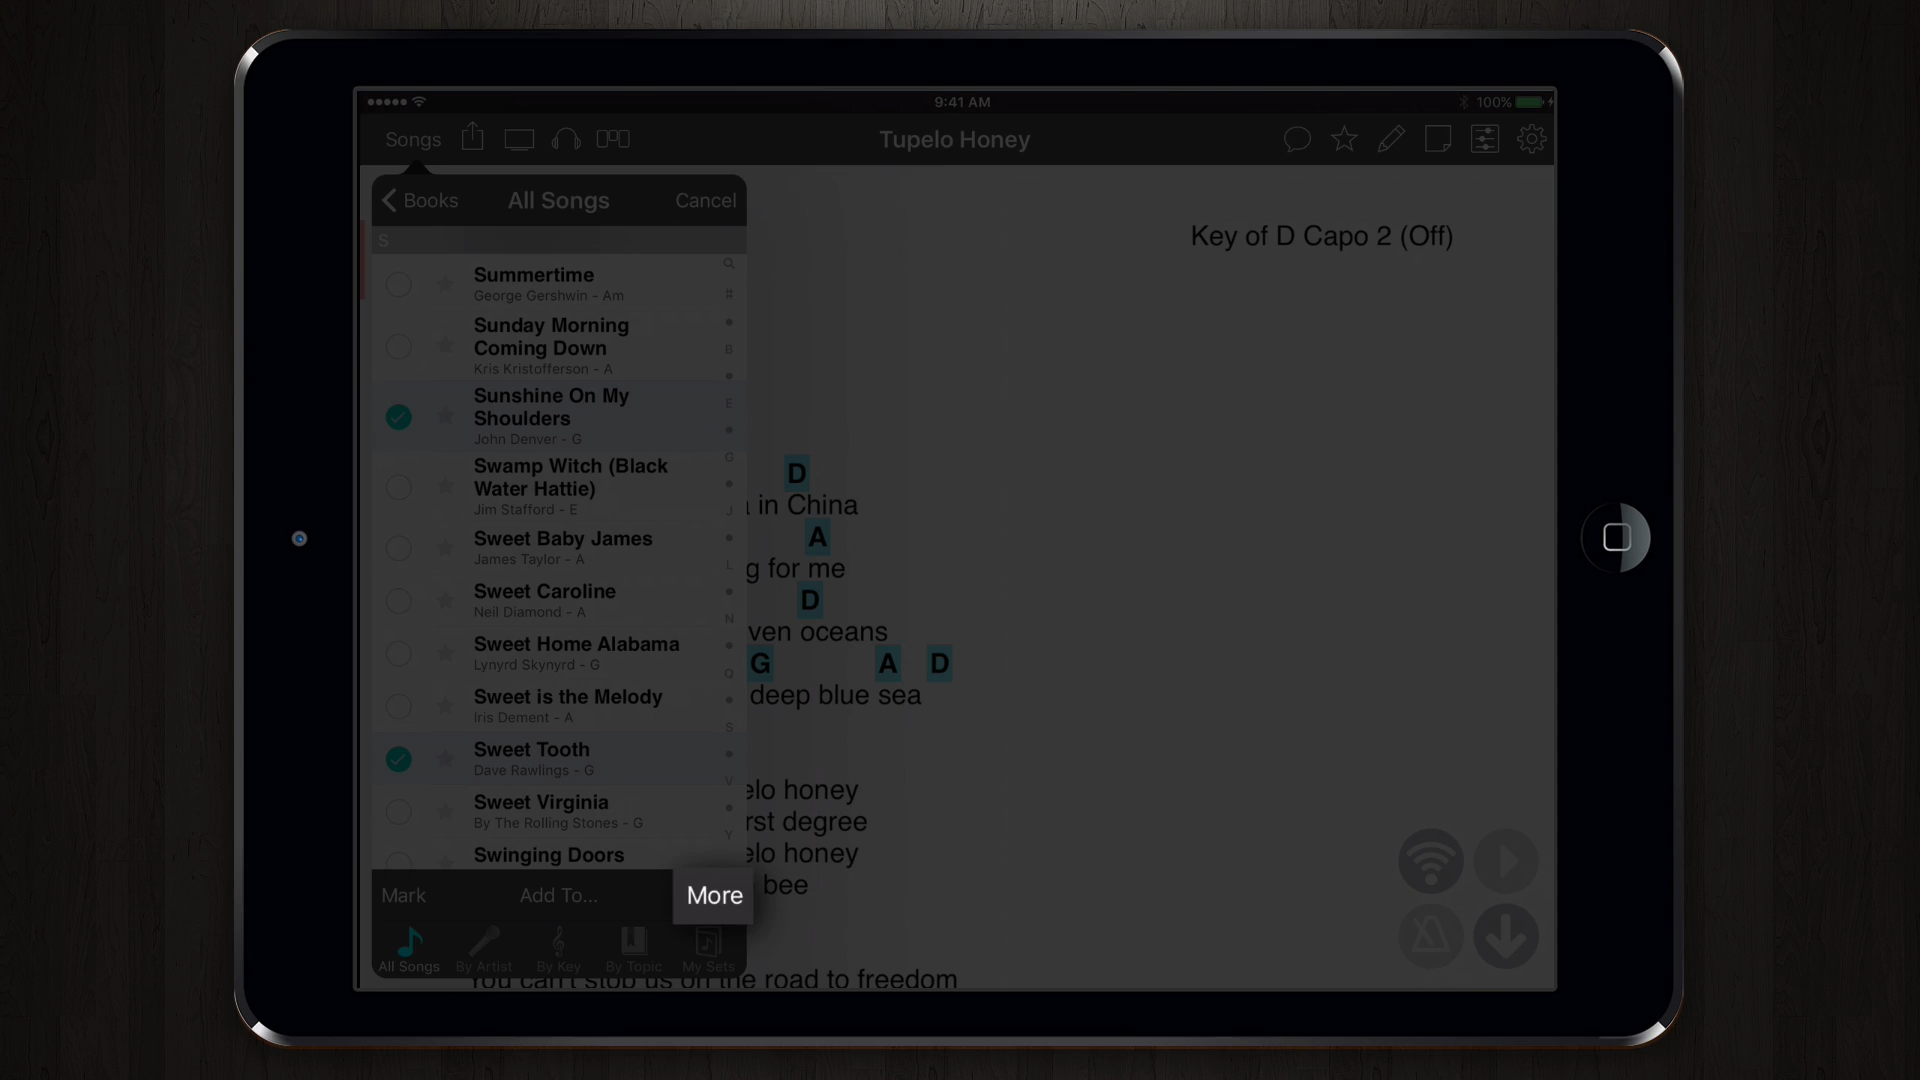 9:41 AM
100%
Songs
Tupelo Honey
Books
All Songs
Cancel
S
Key of D Capo 2 (Off)
Summertime
George Gershwin - Am
Sunday Morning
Coming Down
Kris Kristofferson - A
Sunshine On My
Shoulders
John Denver - G
Swamp Witch (Black
Water Hattie)
Jim Stafford - E
Sweet Baby James
James Taylor - A
Sweet Caroline
Neil Diamond - A
Sweet Home Alabama
Lynyrd Skynyrd - G
Sweet is the Melody
Iris Dement - A
Sweet Tooth
Dave Rawlings - G
Sweet Virginia
By The Rolling Stones - G
Swinging Doors
#
B
E
G
J
L
N
Q
S
V
Y
D
in China
A
g for me
D
ven oceans
G A D
deep blue sea
elo honey
rst degree
elo honey
bee
You can't stop us on the road to freedom
Mark
Add To...
More
All Songs
By Artist
By Key
By Topic
My Sets